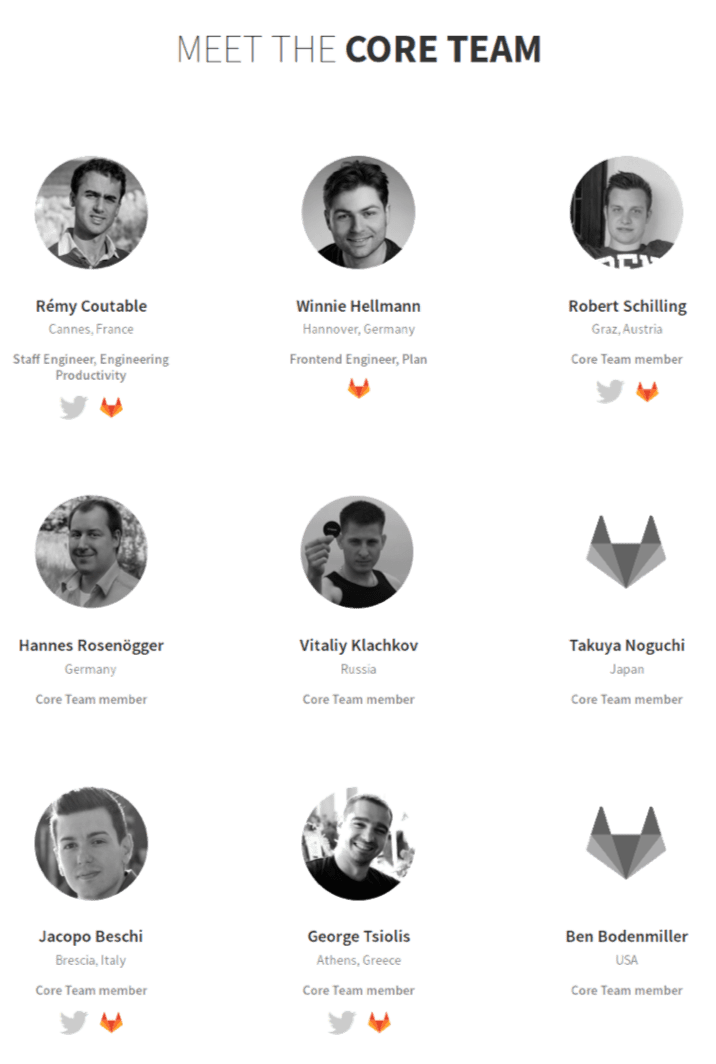 MEET THE CORE TEAM
Rémy Coutable
Cannes, France
Staff Engineer, Engineering
Productivity
Winnie Hellmann
Hannover, Germany
Frontend Engineer, Plan
Robert Schilling
Graz, Austria
Core Team member
Hannes Rosenögger
Germany
Core Team member
Vitaliy Klachkov
Russia
Core Team member
Takuya Noguchi
Japan
Core Team member
Jacopo Beschi
Brescia, Italy
Core Team member
George Tsiolis
Athens, Greece
Core Team member
Ben Bodenmiller
USA
Core Team member